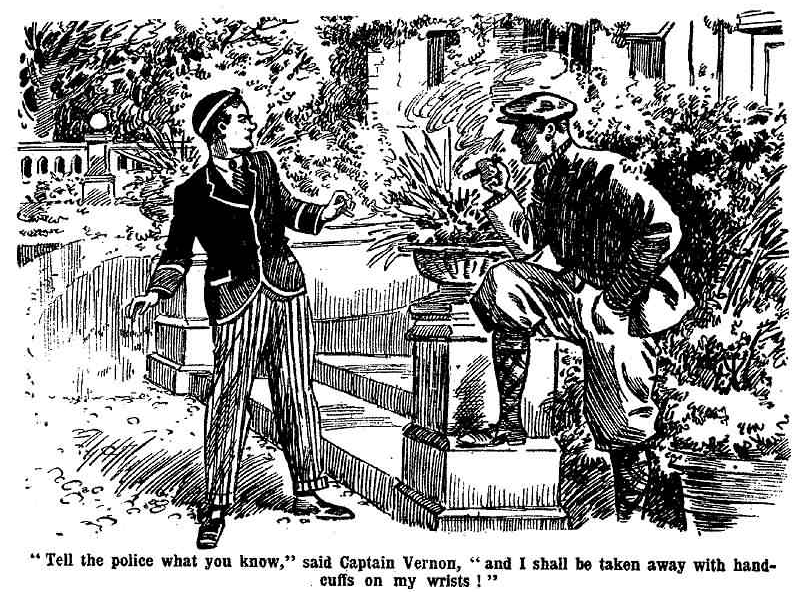 “ Tell the police what you know,” said Captain Vernon, “ and I shall be taken away with hand-
cuffs on my wrists ! ”